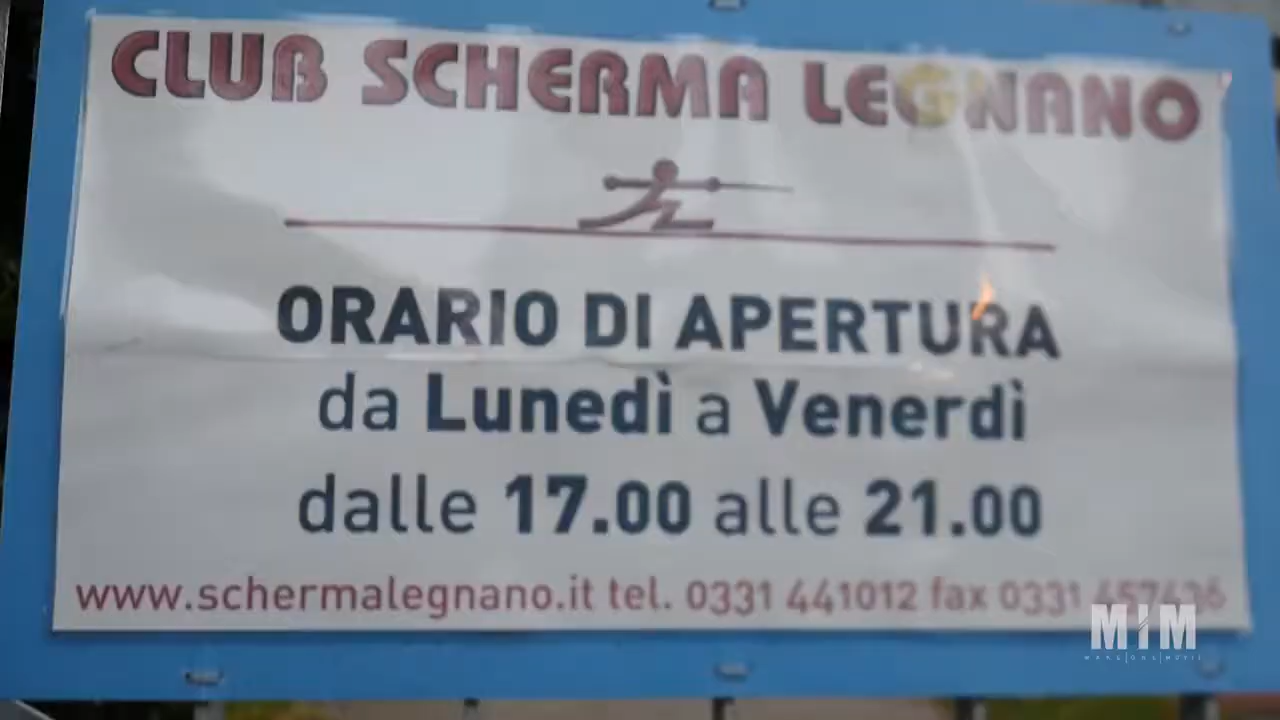 CLUB SCHERMA LEGNANO
ORARIO DI APERTURA
da Lunedì a Venerdì
dalle 17.00 alle 21.00
www.schermalegnano.it tel. 0331 441012 fax 0331
MIM